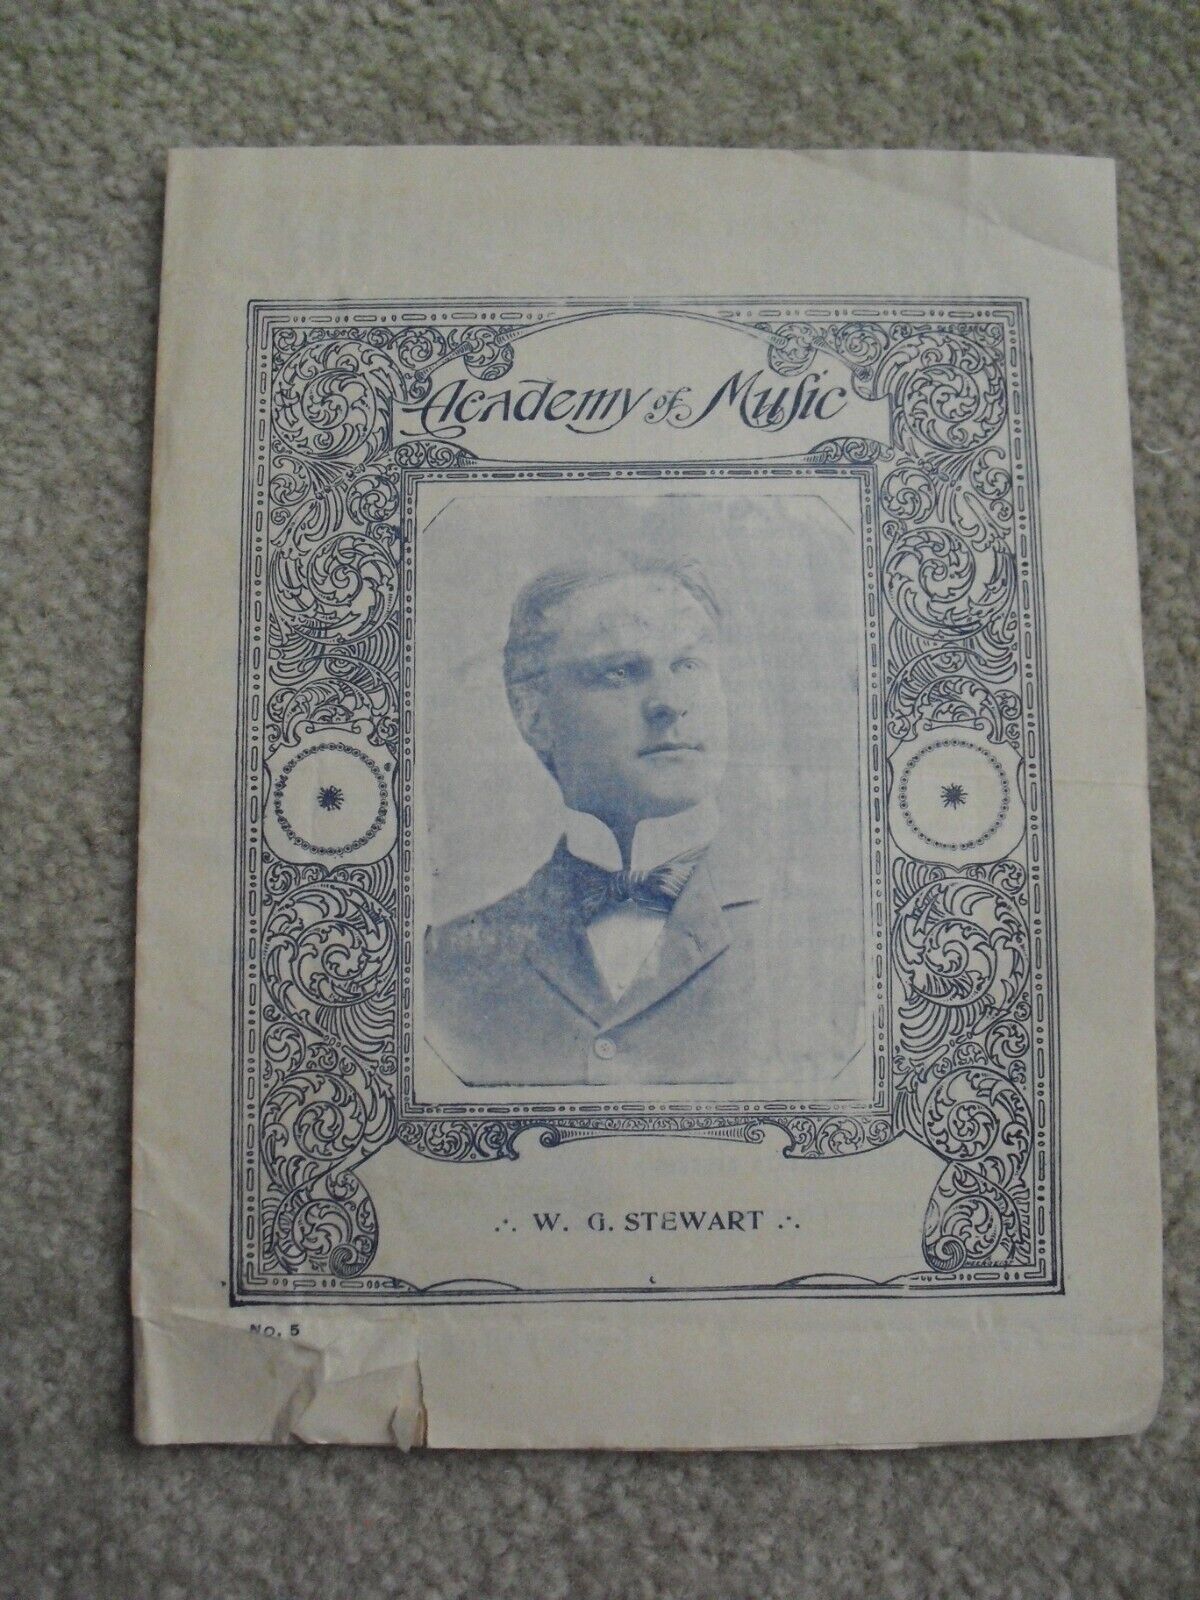 Academy of Music
∴ W. G. STEWART ∴
NO. 5